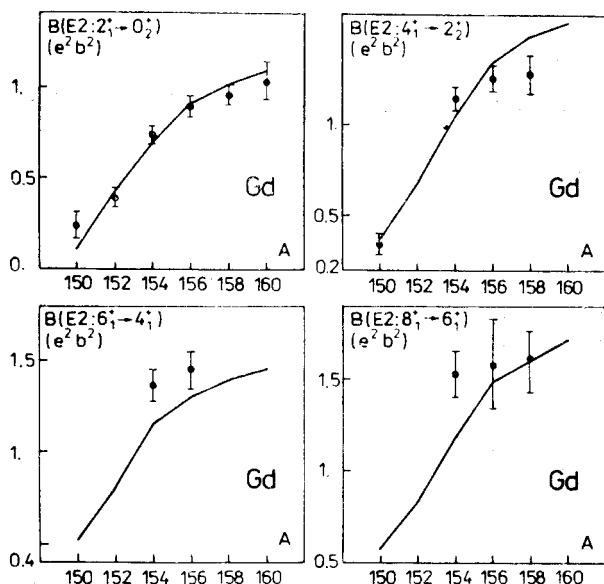 B(E2:2⁺₁→0⁺₂)
(e²b²)
1.
0.5
0.
Gd
A
150 152 154 156 158 160
B(E2:4⁺₁→2⁺₂)
(e²b²)
1.
0.5
0.2
Gd
A
150 152 154 156 158 160
B(E2:6⁺₁→4⁺₁)
(e²b²)
1.5
1.
0.4
Gd
A
150 152 154 156 158 160
B(E2:8⁺₁→6⁺₁)
(e²b²)
1.5
1.
0.5
Gd
A
150 152 154 156 158 160